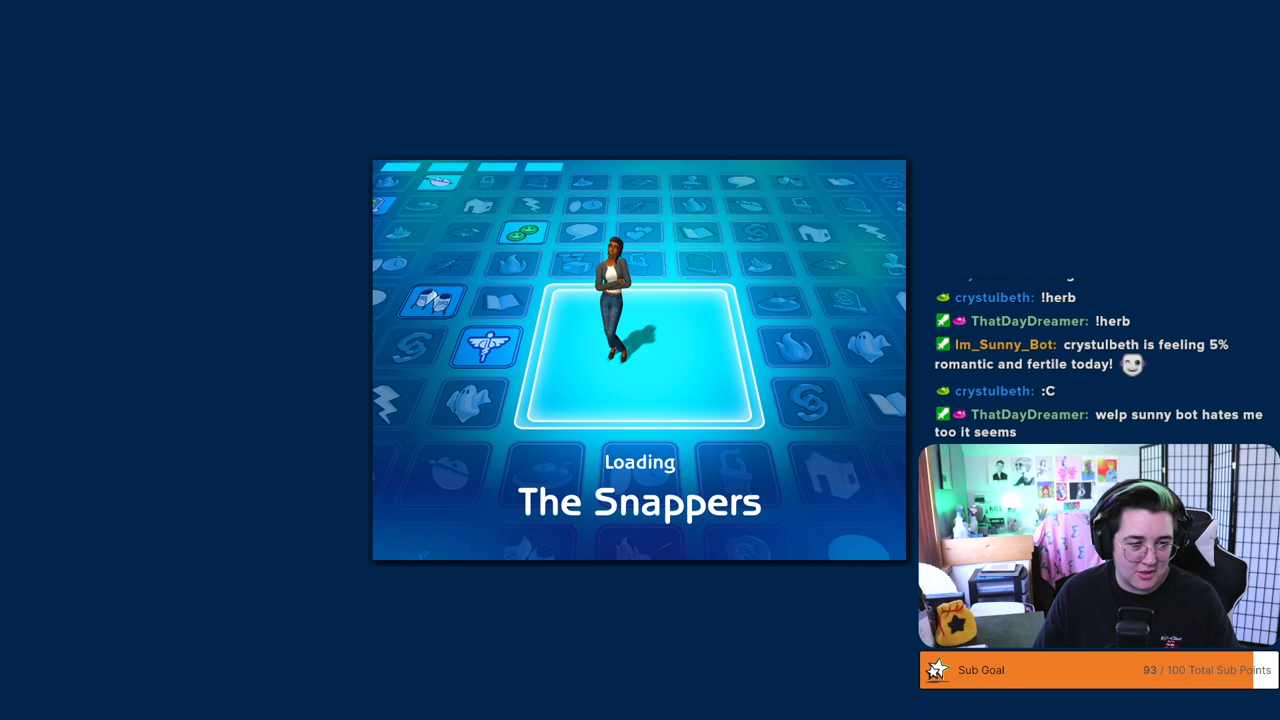 Loading
The Snappers
crystulbeth: !herb
ThatDayDreamer: !herb
Im_Sunny_Bot: crystulbeth is feeling 5%
romantic and fertile today!
crystulbeth: :C
ThatDayDreamer: welp sunny bot hates me
too it seems
Sub Goal
93 / 100 Total Sub Points